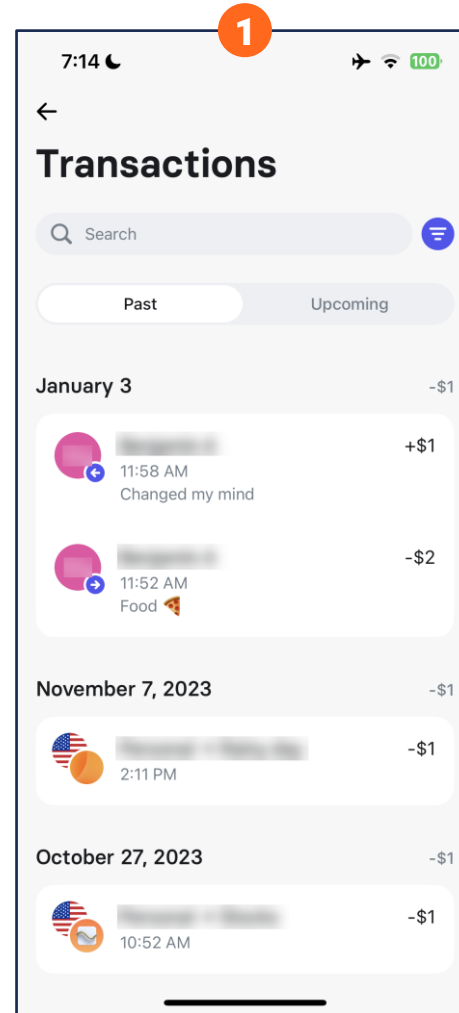 1
7:14
100
Transactions
Search
Past
Upcoming
January 3 -$1
+$1
11:58 AM
Changed my mind
-$2
11:52 AM
Food 🍕
November 7, 2023 -$1
-$1
2:11 PM
October 27, 2023 -$1
-$1
10:52 AM